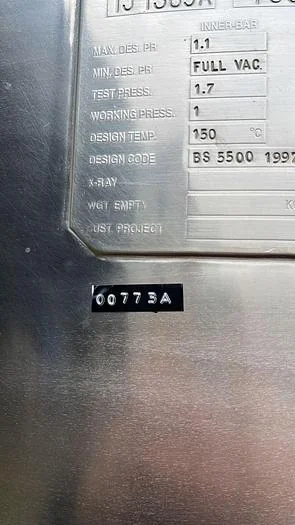 INNER-BAR
MAX. DES. PR 1.1
MIN. DES. PR FULL VAC.
TEST PRESS. 1.7
WORKING PRESS. 1
DESIGN TEMP. 150 °C
DESIGN CODE BS 5500 1997
X-RAY
WGT EMPTY
CUST. PROJECT
00773A